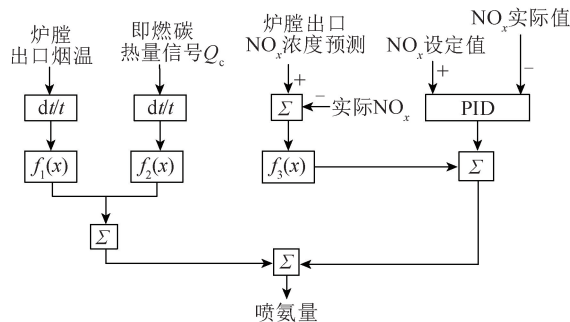 炉膛
出口烟温
即燃碳
热量信号Qc
炉膛出口
NOx浓度预测
NOx实际值
NOx设定值
+
−
+
−
dt/t
dt/t
Σ
实际NOx
PID
f1(x)
f2(x)
f3(x)
Σ
Σ
Σ
喷氨量